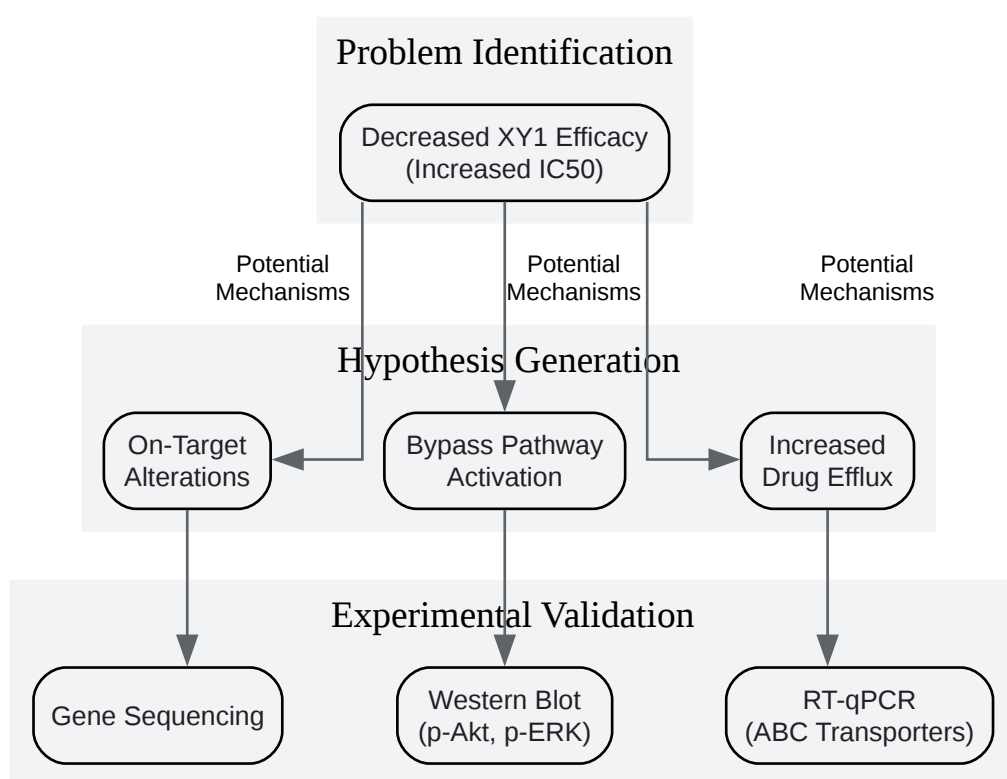 Problem Identification
Decreased XY1 Efficacy
(Increased IC50)
Potential
Mechanisms
Potential
Mechanisms
Potential
Mechanisms
Hypothesis Generation
On-Target
Alterations
Bypass Pathway
Activation
Increased
Drug Efflux
Experimental Validation
Gene Sequencing
Western Blot
(p-Akt, p-ERK)
RT-qPCR
(ABC Transporters)